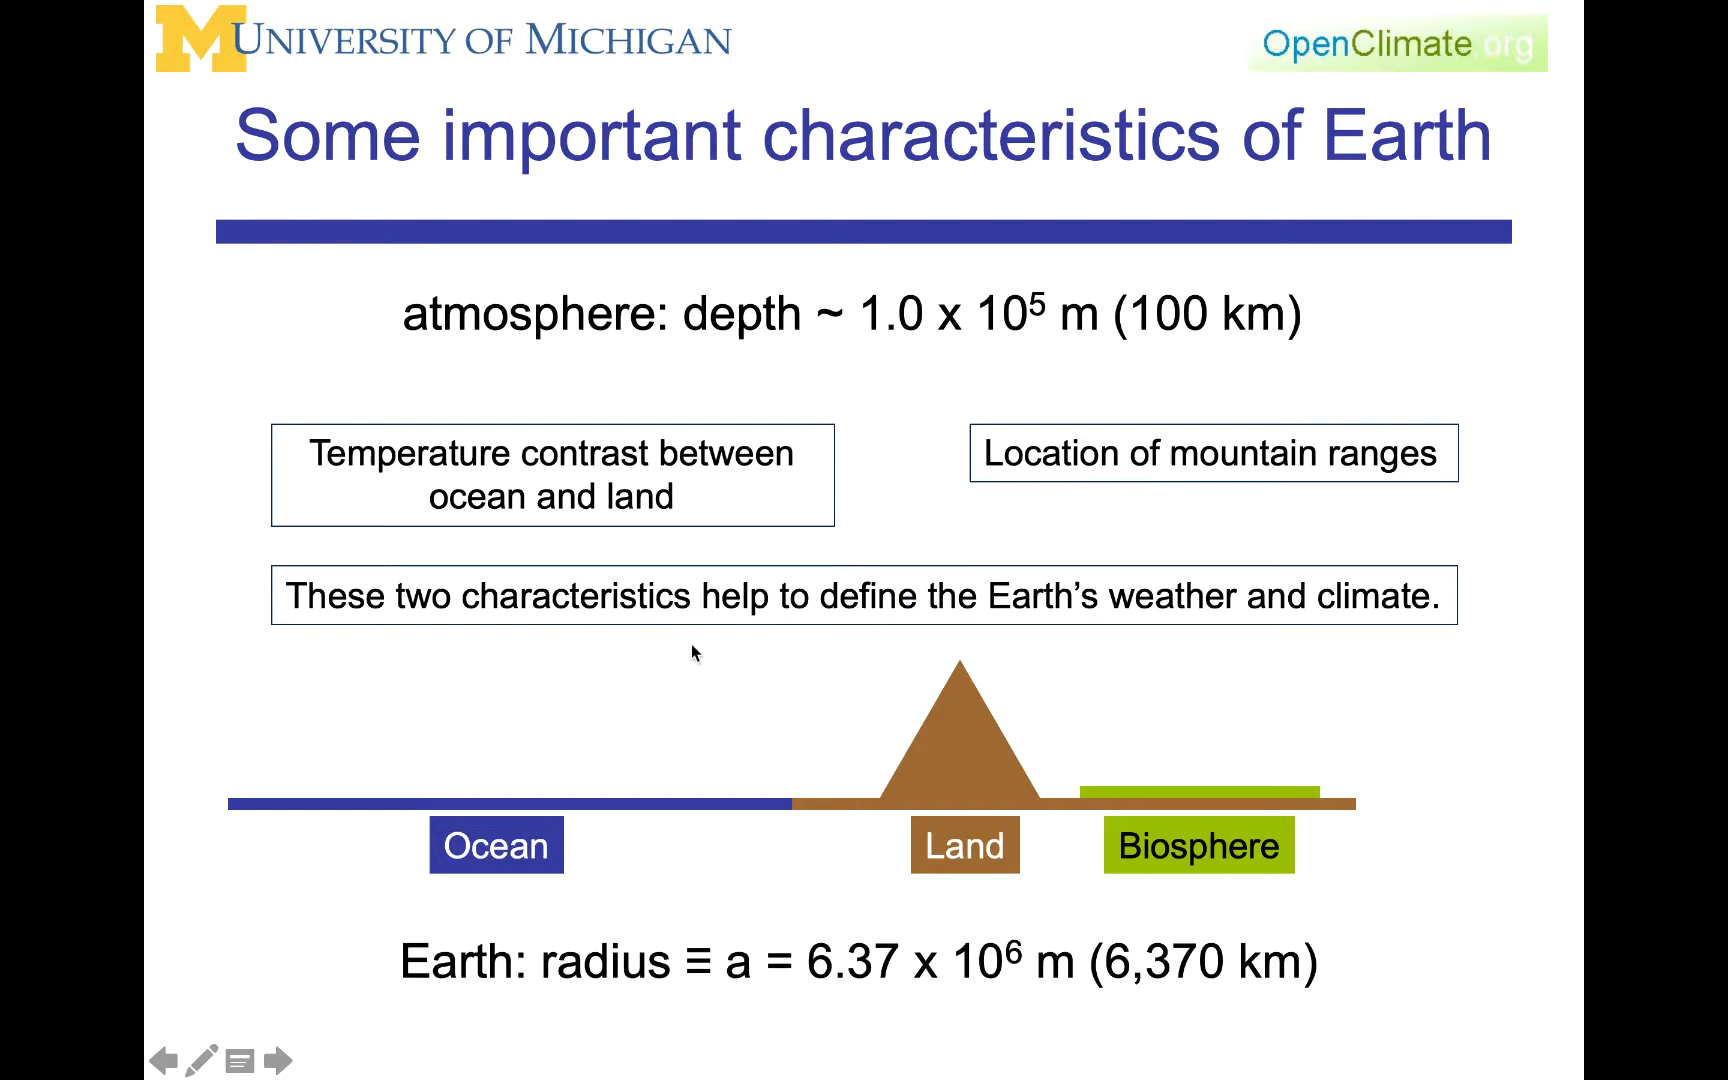 M UNIVERSITY OF MICHIGAN
OpenClimate.org
Some important characteristics of Earth
atmosphere: depth ~ 1.0 x 10⁵ m (100 km)
Temperature contrast between
ocean and land
Location of mountain ranges
These two characteristics help to define the Earth’s weather and climate.
Ocean
Land
Biosphere
Earth: radius ≡ a = 6.37 x 10⁶ m (6,370 km)